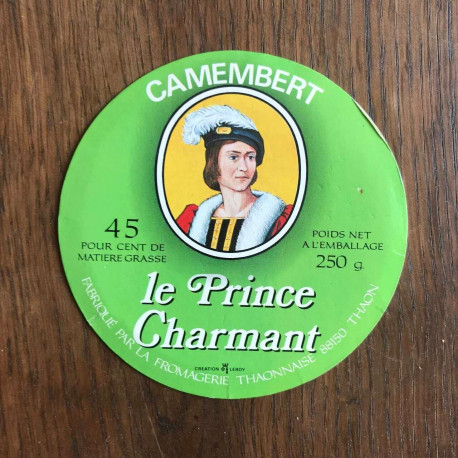 CAMEMBERT
45
POUR CENT DE
MATIERE GRASSE
POIDS NET
A L'EMBALLAGE
250 g.
le Prince
Charmant
CREATION LEROY
FABRIQUÉ PAR LA FROMAGERIE THAONNAISE 88150 THAON